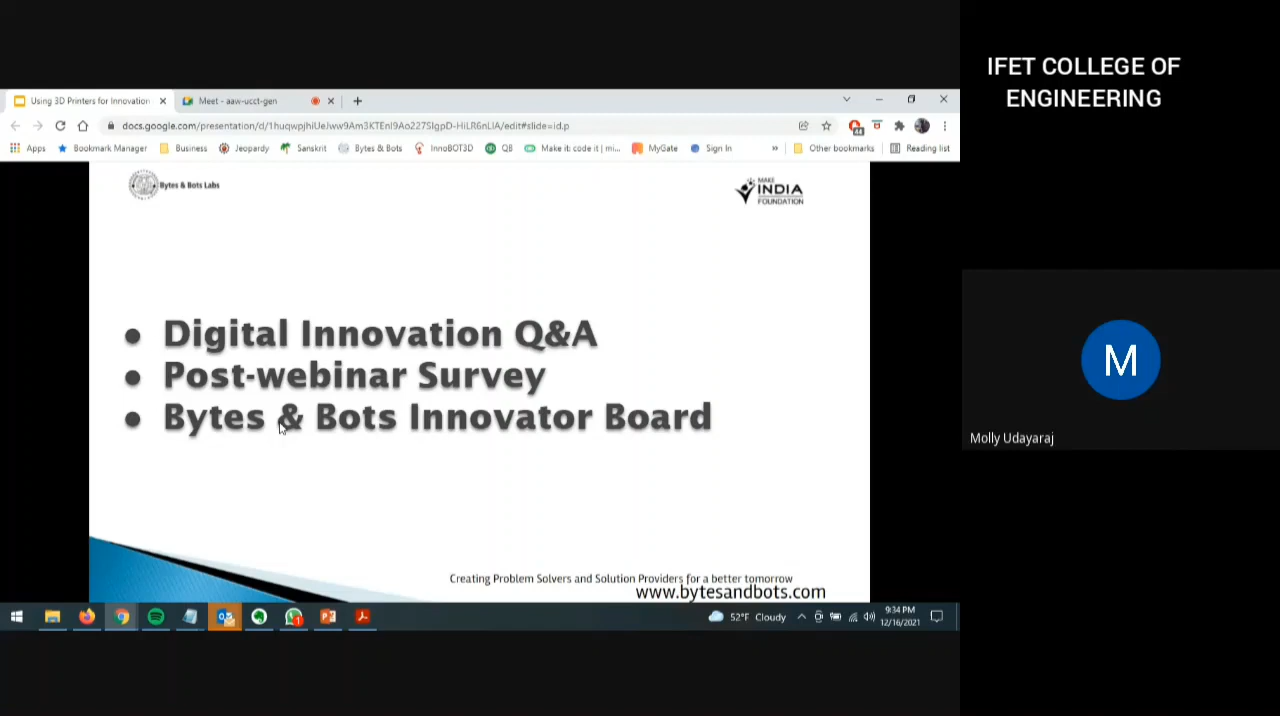 IFET COLLEGE OF
ENGINEERING
Using 3D Printers for Innovation
Meet - aaw-ucct-gen
Apps
Bookmark Manager
Business
Jeopardy
Sanskrit
Bytes & Bots
InnoBOT3D
QB
Make it: code it | mi...
MyGate
Sign In
»
Other bookmarks
Reading list
Bytes & Bots Labs
MAKE
INDIA
FOUNDATION
• Digital Innovation Q&A
• Post-webinar Survey
• Bytes & Bots Innovator Board
Creating Problem Solvers and Solution Providers for a better tomorrow
www.bytesandbots.com
M
Molly Udayaraj
52°F Cloudy
9:34 PM
12/16/2021